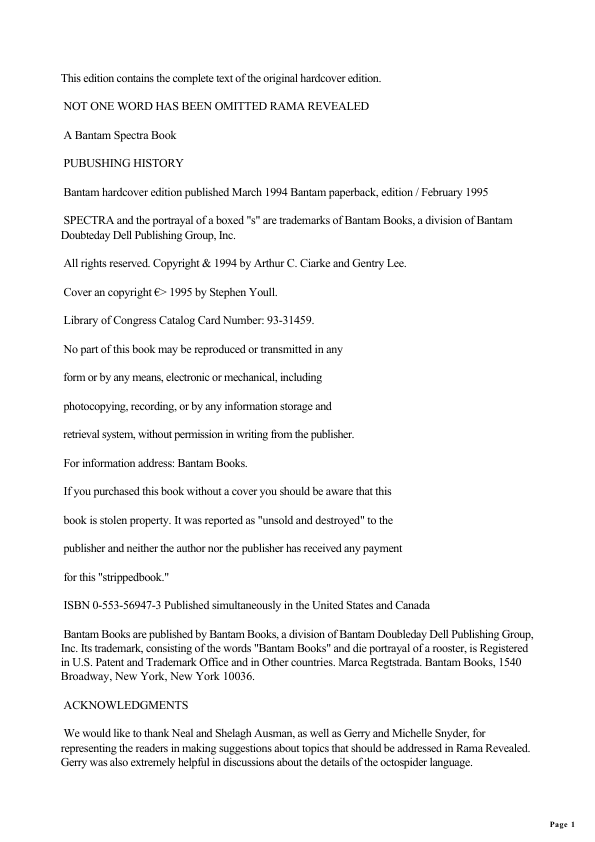 This edition contains the complete text of the original hardcover edition.
NOT ONE WORD HAS BEEN OMITTED RAMA REVEALED
A Bantam Spectra Book
PUBUSHING HISTORY
Bantam hardcover edition published March 1994 Bantam paperback, edition / February 1995
SPECTRA and the portrayal of a boxed "s" are trademarks of Bantam Books, a division of Bantam
Doubteday Dell Publishing Group, Inc.
All rights reserved. Copyright & 1994 by Arthur C. Ciarke and Gentry Lee.
Cover an copyright €> 1995 by Stephen Youll.
Library of Congress Catalog Card Number: 93-31459.
No part of this book may be reproduced or transmitted in any
form or by any means, electronic or mechanical, including
photocopying, recording, or by any information storage and
retrieval system, without permission in writing from the publisher.
For information address: Bantam Books.
If you purchased this book without a cover you should be aware that this
book is stolen property. It was reported as "unsold and destroyed" to the
publisher and neither the author nor the publisher has received any payment
for this "strippedbook."
ISBN 0-553-56947-3 Published simultaneously in the United States and Canada
Bantam Books are published by Bantam Books, a division of Bantam Doubleday Dell Publishing Group,
Inc. Its trademark, consisting of the words "Bantam Books" and die portrayal of a rooster, is Registered
in U.S. Patent and Trademark Office and in Other countries. Marca Regtstrada. Bantam Books, 1540
Broadway, New York, New York 10036.
ACKNOWLEDGMENTS
We would like to thank Neal and Shelagh Ausman, as well as Gerry and Michelle Snyder, for
representing the readers in making suggestions about topics that should be addressed in Rama Revealed.
Gerry was also extremely helpful in discussions about the details of the octospider language.
Page 1